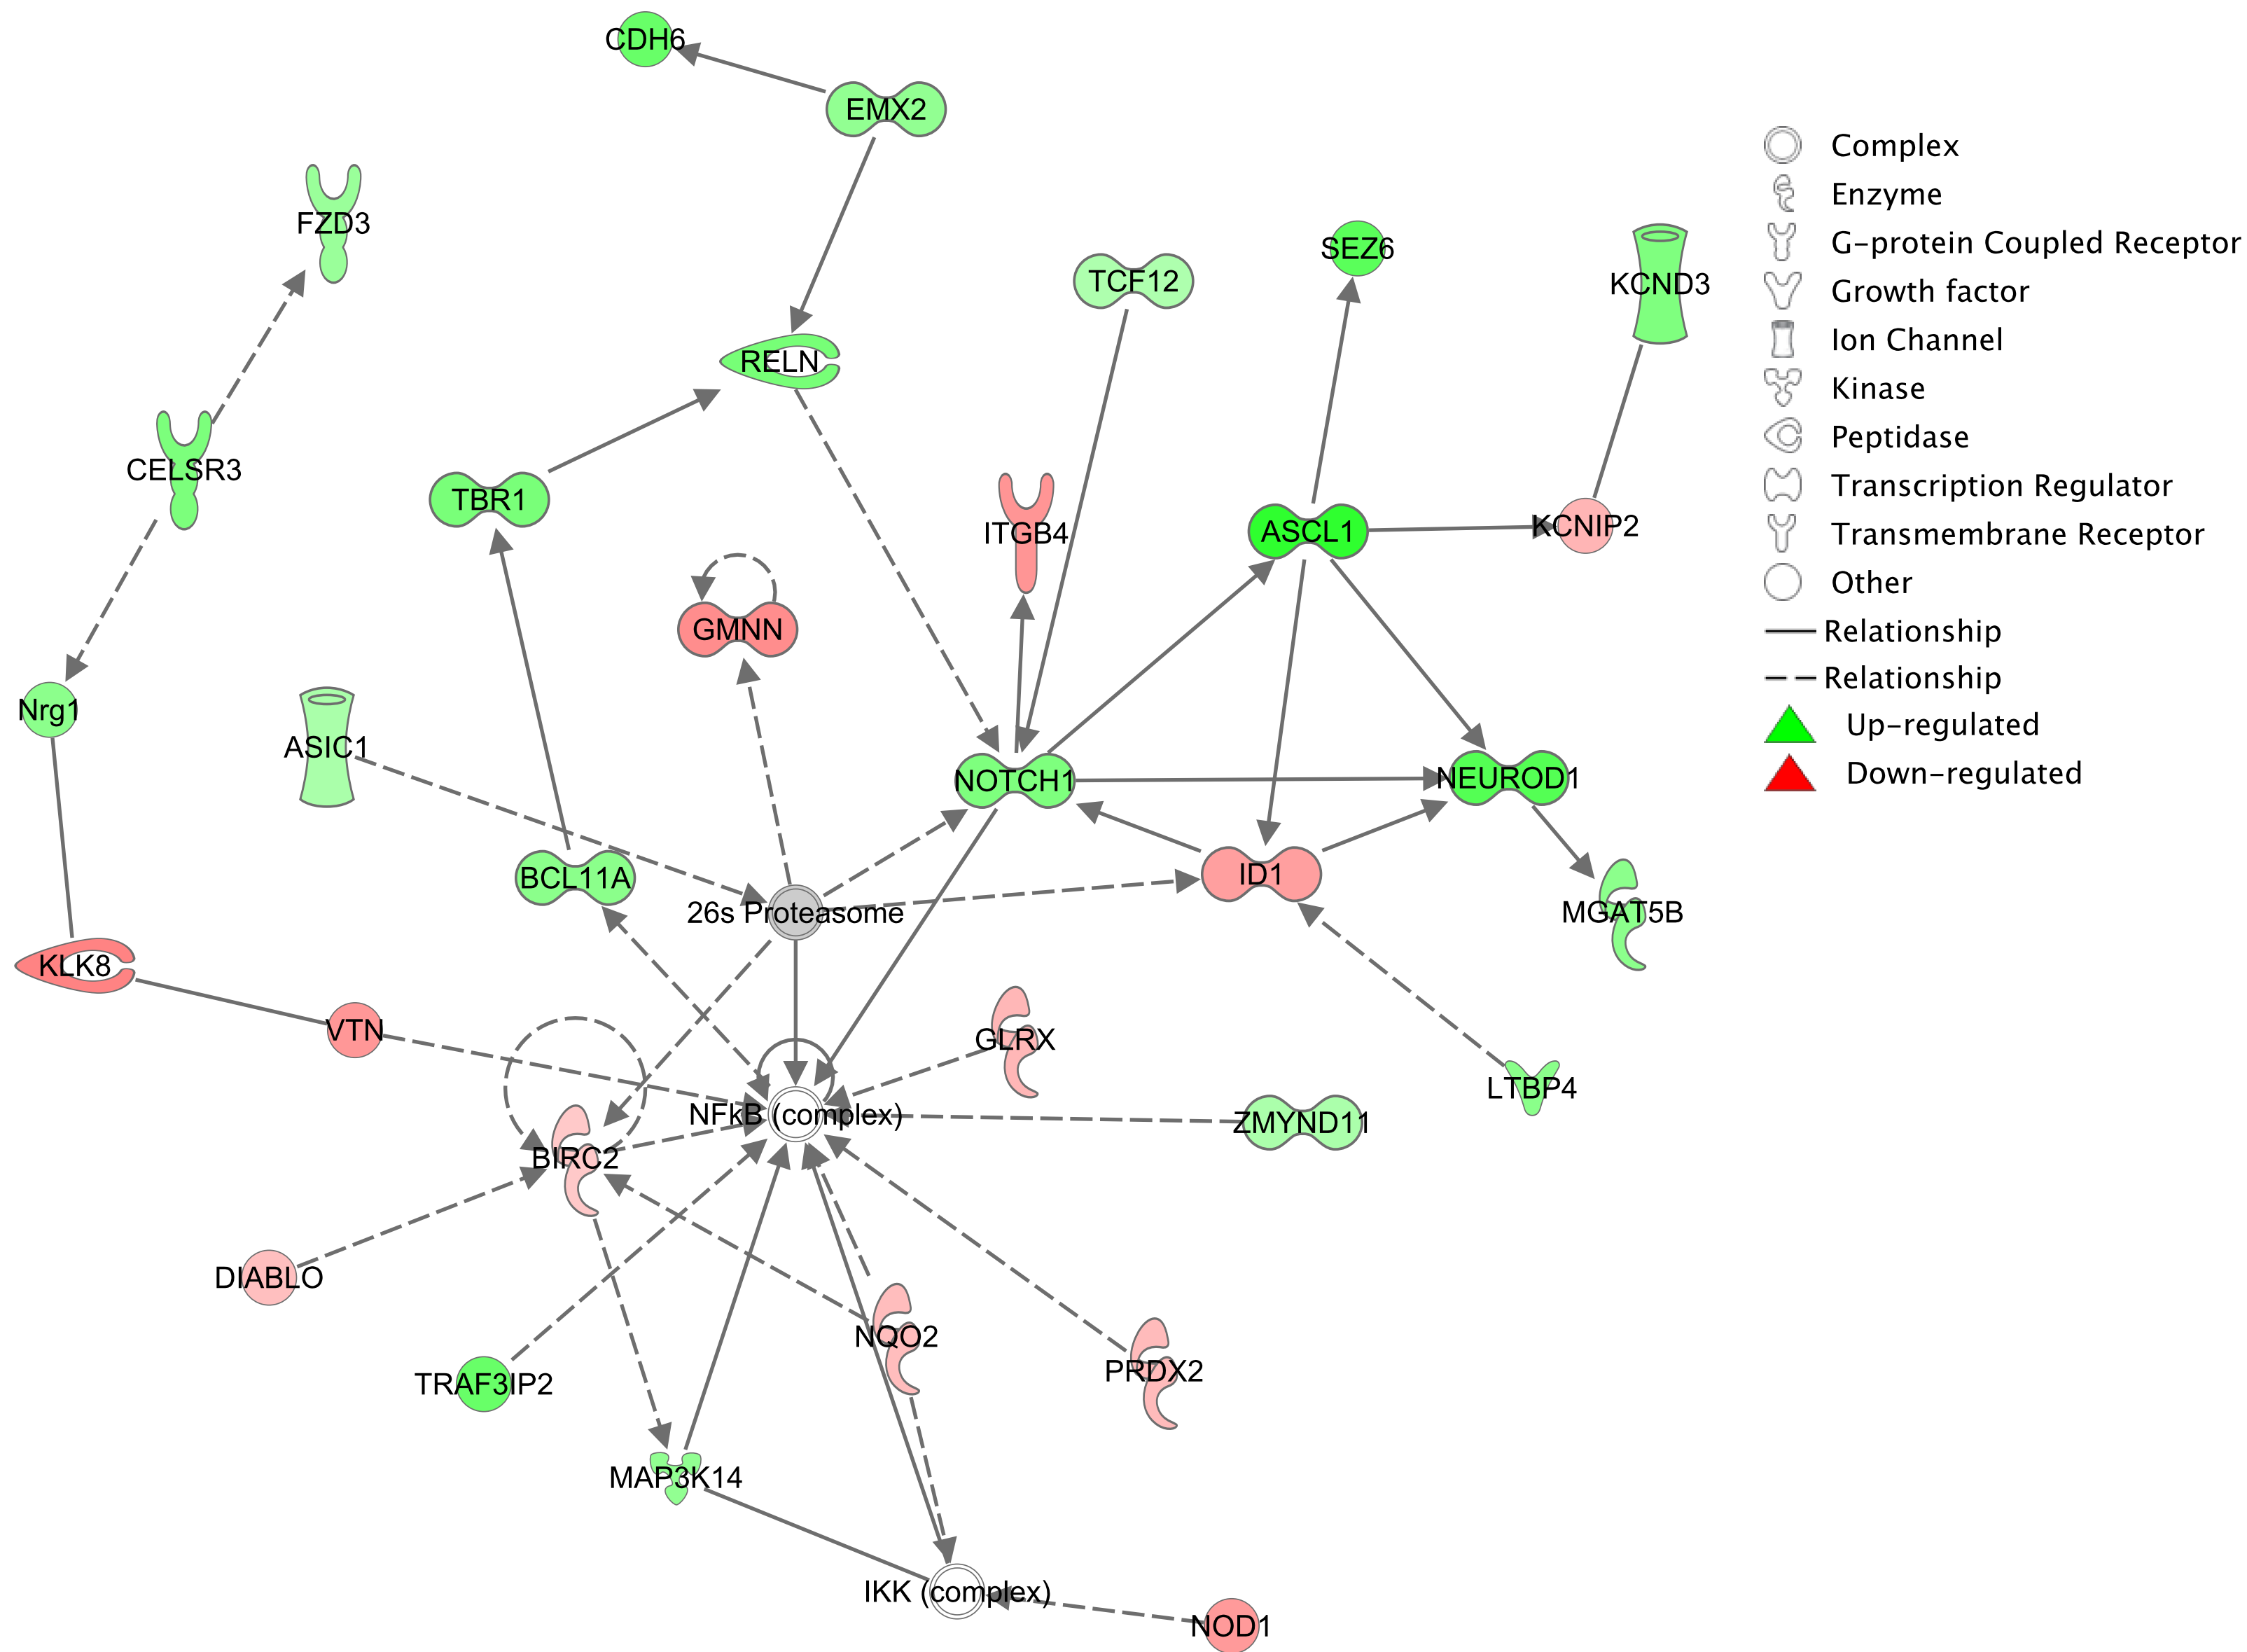 CDH6
EMX2
FZD3
SEZ6
TCF12
KCND3
RELN
CELSR3
TBR1
ITGB4
ASCL1
KCNIP2
GMNN
Nrg1
ASIC1
NOTCH1
NEUROD1
BCL11A
26s Proteasome
ID1
MGAT5B
KLK8
VTN
GLRX
LTBP4
NFkB (complex)
ZMYND11
BIRC2
DIABLO
NQO2
PRDX2
TRAF3IP2
MAP3K14
IKK (complex)
NOD1
Complex
Enzyme
G-protein Coupled Receptor
Growth factor
Ion Channel
Kinase
Peptidase
Transcription Regulator
Transmembrane Receptor
Other
Relationship
Relationship
Up-regulated
Down-regulated